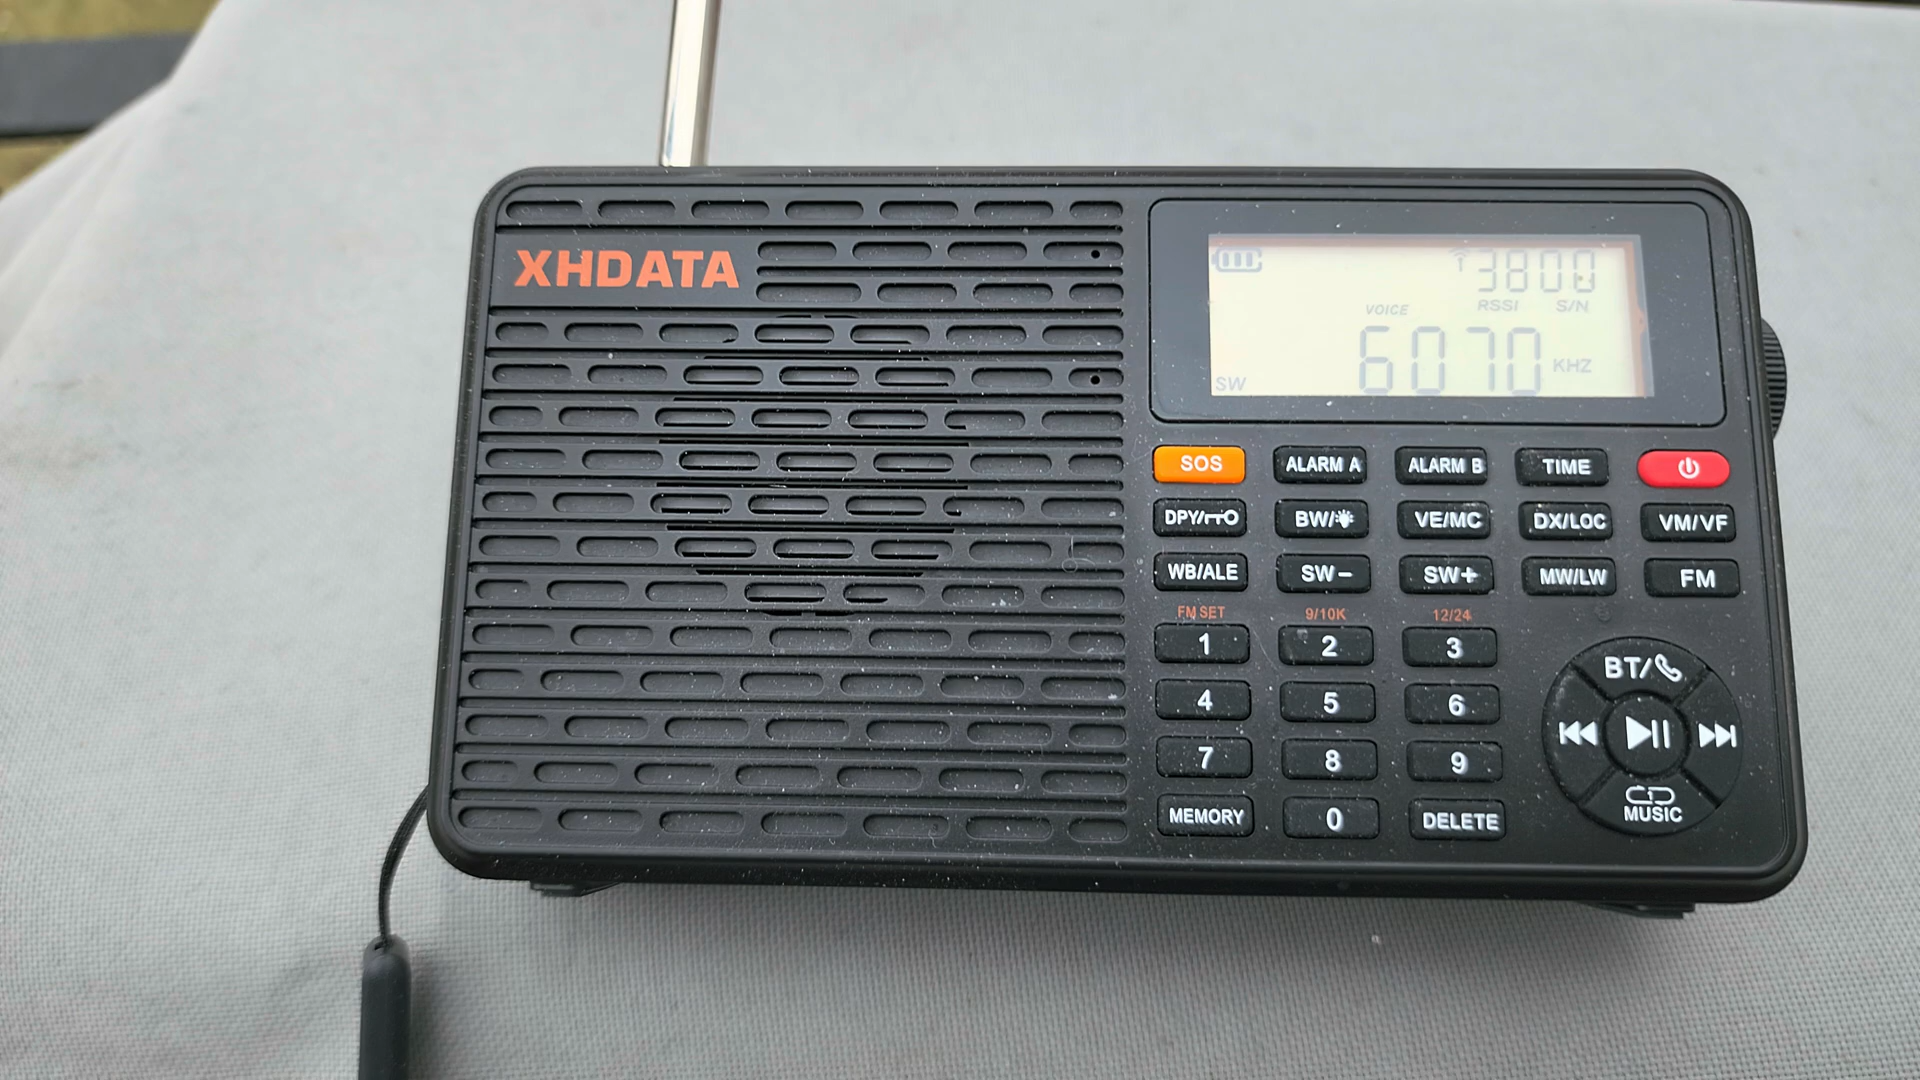 XHDATA
3800
VOICE RSSI S/N
6070 KHZ
SW
SOS ALARM A ALARM B TIME
DPY/ BW/ VE/MC DX/LOC VM/VF
WB/ALE SW- SW+ MW/LW FM
FM SET 9/10K 12/24
1 2 3
BT/
4 5 6
7 8 9
MUSIC
MEMORY 0 DELETE